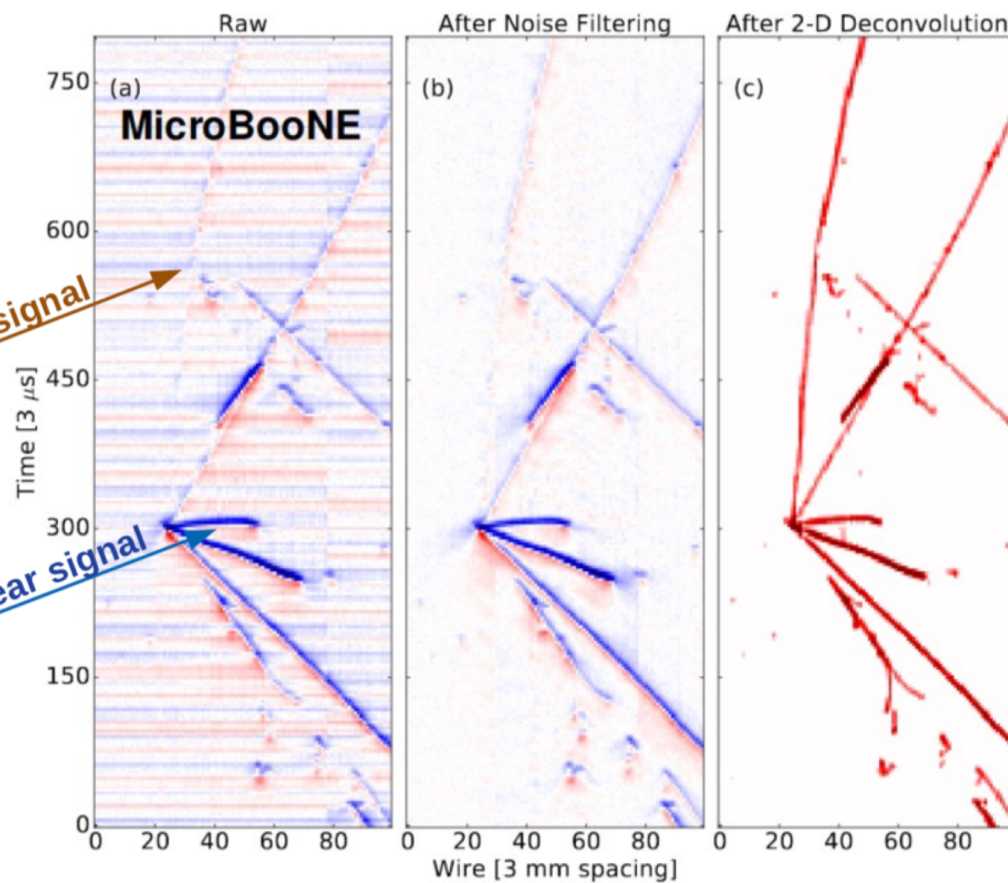 Raw
After Noise Filtering
After 2-D Deconvolution
(a)
(b)
(c)
MicroBooNE
signal
ear signal
Time [3 μs]
750
600
450
300
150
0
0 20 40 60 80
0 20 40 60 80
0 20 40 60 80
Wire [3 mm spacing]